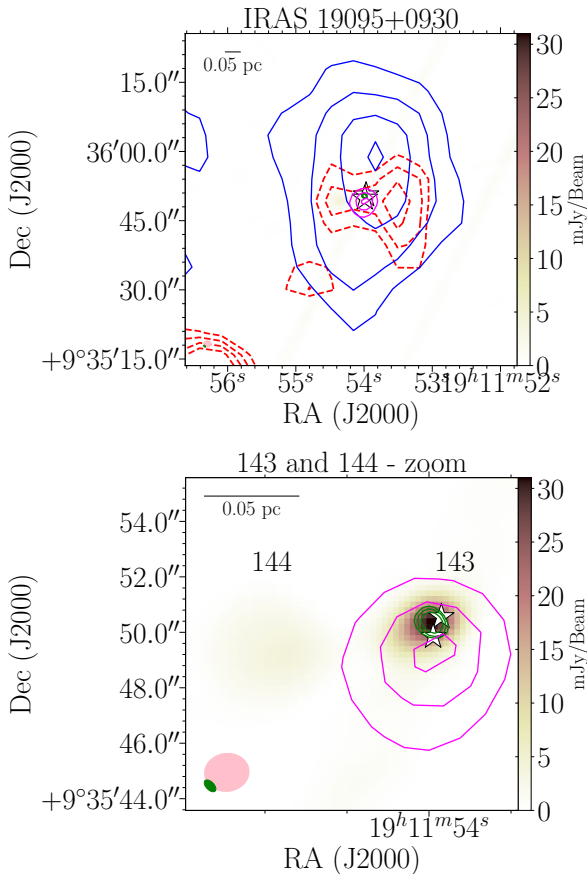 IRAS 19095+0930
0.05 pc
15.0″
36′00.0″
45.0″
30.0″
+9°35′15.0″
Dec (J2000)
56ˢ 55ˢ 54ˢ 53ˢ 19ʰ11ᵐ52ˢ
RA (J2000)
30
25
20
15
10
5
0
mJy/Beam
143 and 144 - zoom
0.05 pc
144 143
54.0″
52.0″
50.0″
48.0″
46.0″
+9°35′44.0″
Dec (J2000)
19ʰ11ᵐ54ˢ
RA (J2000)
30
25
20
15
10
5
0
mJy/Beam